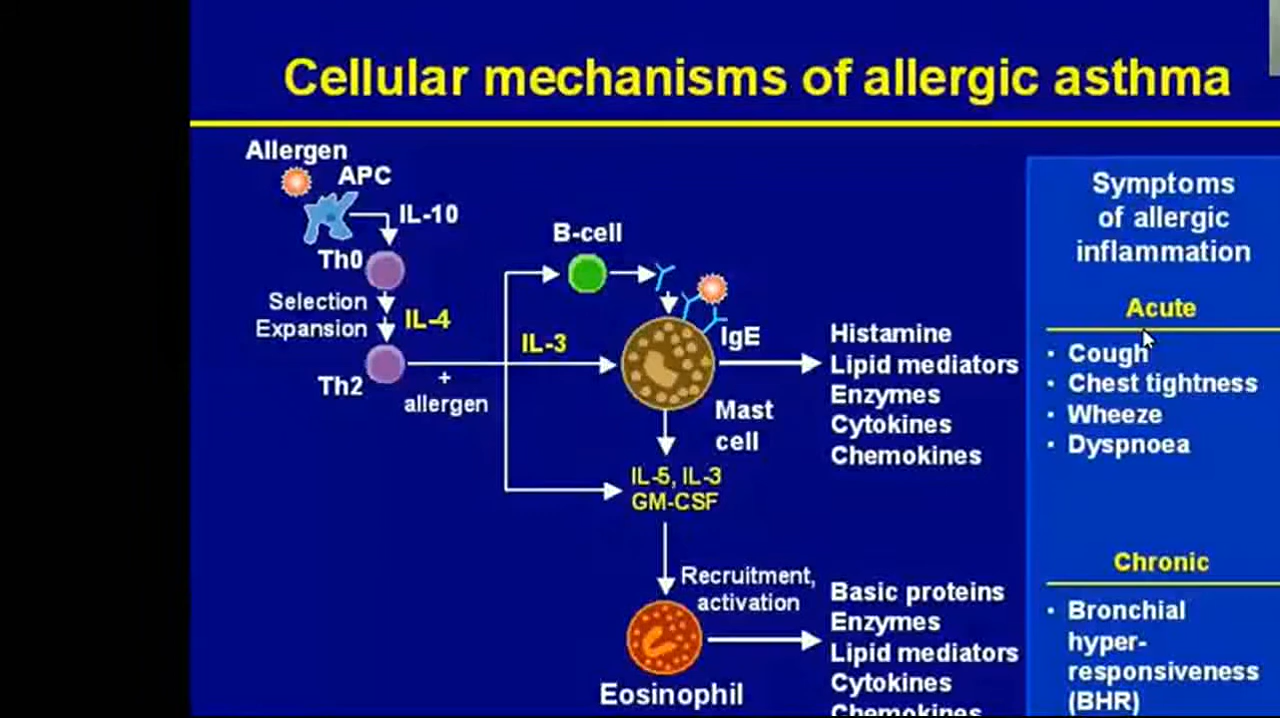 Cellular mechanisms of allergic asthma
Allergen
APC
IL-10
Th0
Selection
Expansion
IL-4
Th2
+
allergen
B-cell
IL-3
IgE
Mast
cell
Histamine
Lipid mediators
Enzymes
Cytokines
Chemokines
IL-5, IL-3
GM-CSF
Recruitment,
activation
Eosinophil
Basic proteins
Enzymes
Lipid mediators
Cytokines
Chemokines
Symptoms
of allergic
inflammation
Acute
• Cough
• Chest tightness
• Wheeze
• Dyspnoea
Chronic
• Bronchial
hyper-
responsiveness
(BHR)